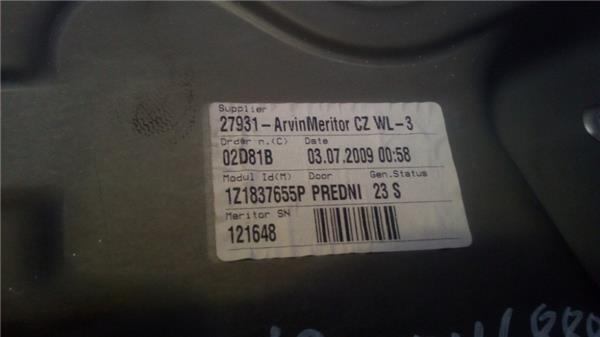 Supplier
27931-ArvinMeritor CZ WL-3
Order n.(C) Date
02D81B 03.07.2009 00:58
Modul Id(M) Door Gen.Status
1Z1837655P PREDNI 23 S
Meritor SN
121648